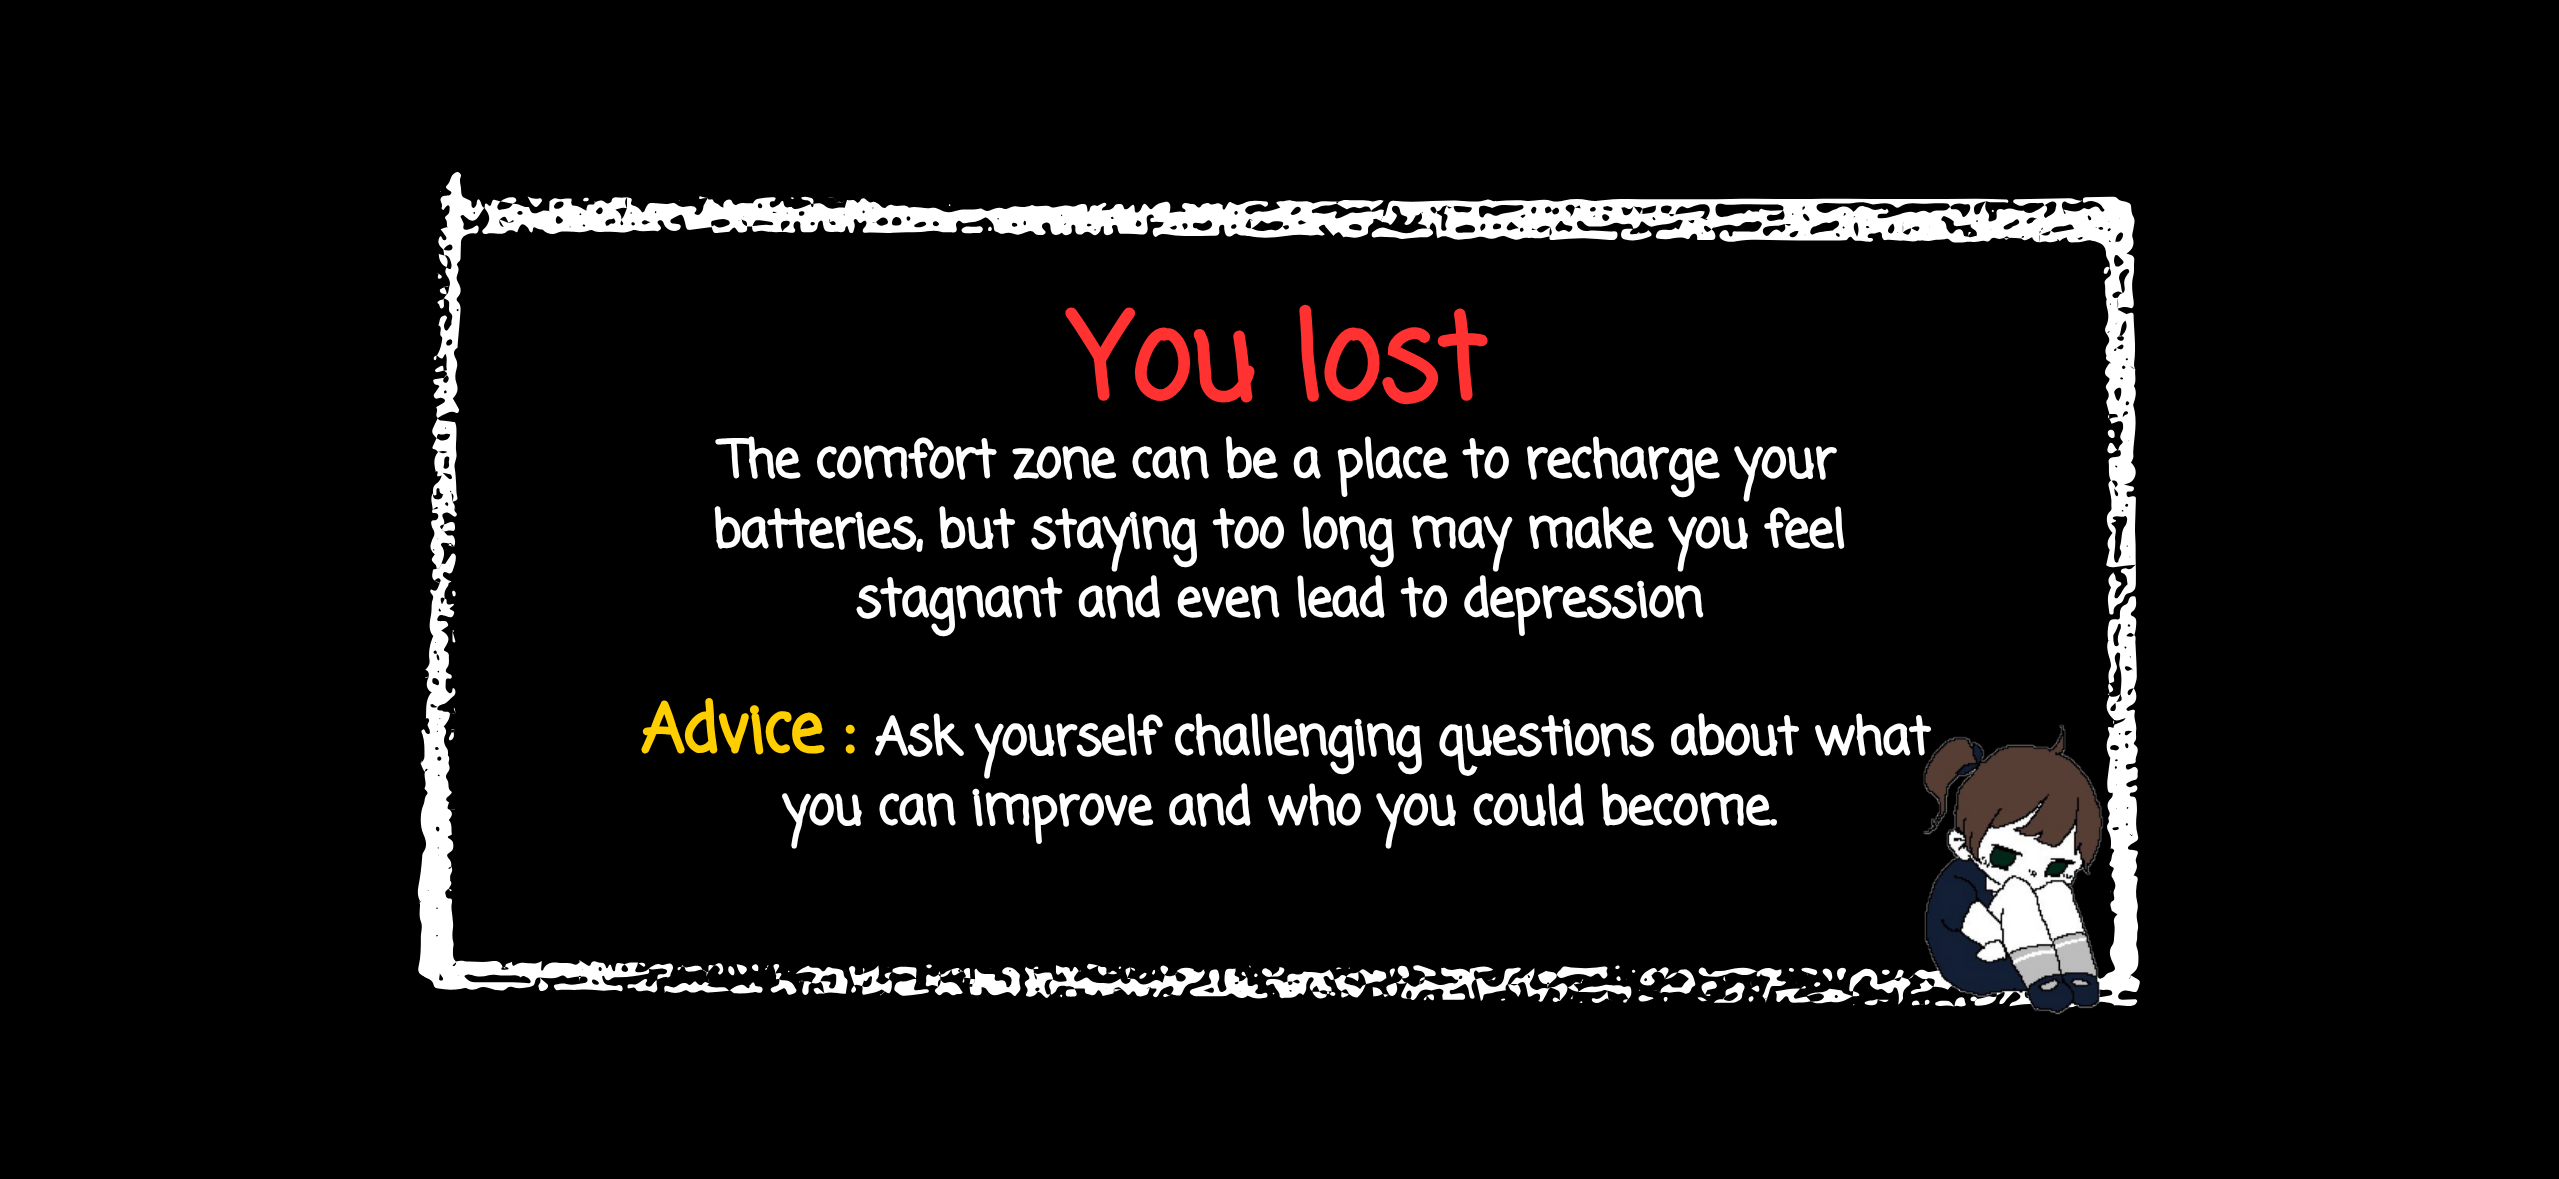 You lost
The comfort zone can be a place to recharge your
batteries, but staying too long may make you feel
stagnant and even lead to depression
Advice : Ask yourself challenging questions about what
you can improve and who you could become.